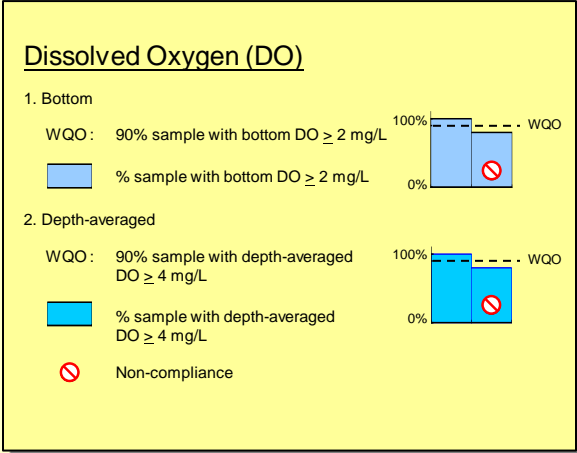 Dissolved Oxygen (DO)
1. Bottom
WQO : 90% sample with bottom DO ≥ 2 mg/L
% sample with bottom DO ≥ 2 mg/L
100%
WQO
0%
2. Depth-averaged
WQO : 90% sample with depth-averaged
DO ≥ 4 mg/L
% sample with depth-averaged
DO ≥ 4 mg/L
100%
WQO
0%
Non-compliance